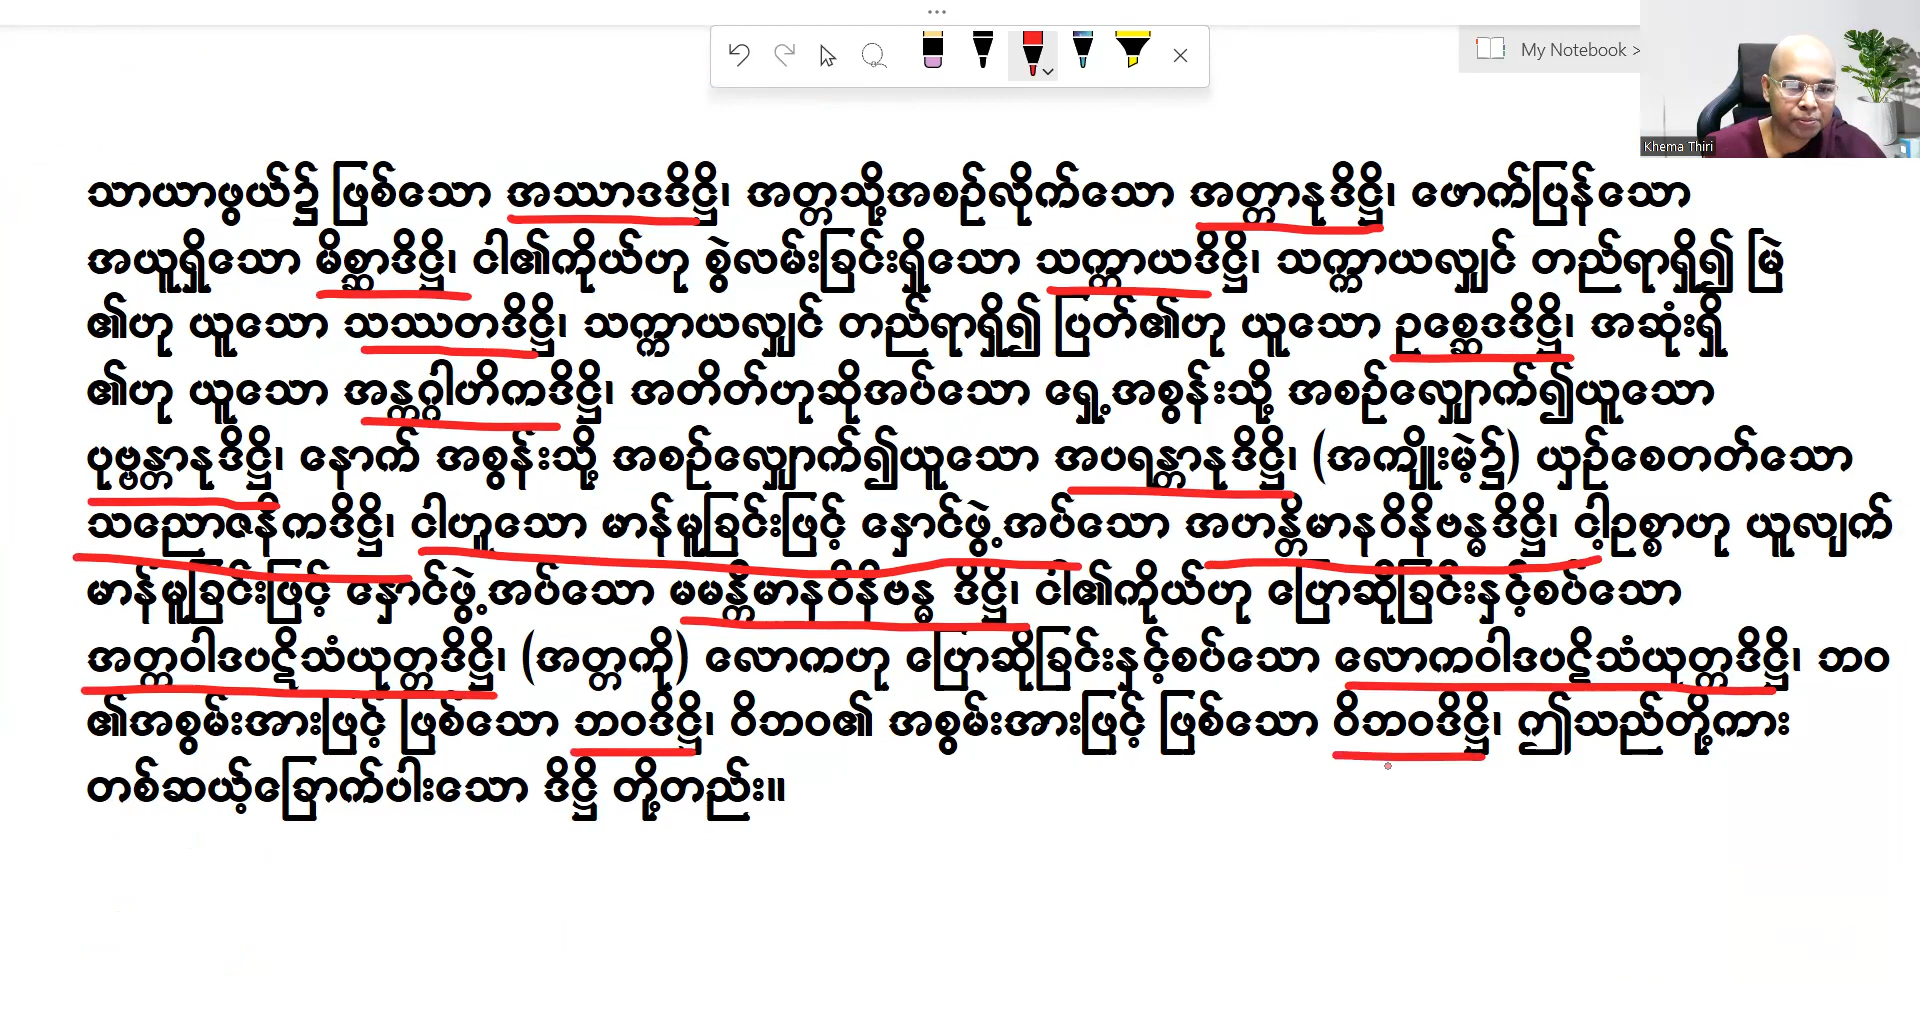 My Notebook >
Khema Thiri
သာယာဖွယ်၌ ဖြစ်သော အဿာဒဒိဋ္ဌိ၊ အတ္တသို့အစဉ်လိုက်သော အတ္တာနုဒိဋ္ဌိ၊ ဖောက်ပြန်သော
အယူရှိသော မိစ္ဆာဒိဋ္ဌိ၊ ငါ၏ကိုယ်ဟု စွဲလမ်းခြင်းရှိသော သက္ကာယဒိဋ္ဌိ၊ သက္ကာယလျှင် တည်ရာရှိ၍ မြဲ
၏ဟု ယူသော သဿတဒိဋ္ဌိ၊ သက္ကာယလျှင် တည်ရာရှိ၍ ပြတ်၏ဟု ယူသော ဥစ္ဆေဒဒိဋ္ဌိ၊ အဆုံးရှိ
၏ဟု ယူသော အန္တဂ္ဂါဟိကဒိဋ္ဌိ၊ အတိတ်ဟုဆိုအပ်သော ရှေ့အစွန်းသို့ အစဉ်လျှောက်၍ယူသော
ပုဗ္ဗန္တာနုဒိဋ္ဌိ၊ နောက် အစွန်းသို့ အစဉ်လျှောက်၍ယူသော အပရန္တာနုဒိဋ္ဌိ၊ (အကျိုးမဲ့၌) ယှဉ်စေတတ်သော
သညောဇနိကဒိဋ္ဌိ၊ ငါဟူသော မာန်မူခြင်းဖြင့် နှောင်ဖွဲ့အပ်သော အဟန္တိမာနဝိနိဗန္ဓဒိဋ္ဌိ၊ ငါ့ဥစ္စာဟု ယူလျက်
မာန်မူခြင်းဖြင့် နှောင်ဖွဲ့အပ်သော မမန္တိမာနဝိနိဗန္ဓ ဒိဋ္ဌိ၊ ငါ၏ကိုယ်ဟု ပြောဆိုခြင်းနှင့်စပ်သော
အတ္တဝါဒပဋိသံယုတ္တဒိဋ္ဌိ၊ (အတ္တကို) လောကဟု ပြောဆိုခြင်းနှင့်စပ်သော လောကဝါဒပဋိသံယုတ္တဒိဋ္ဌိ၊ ဘဝ
၏အစွမ်းအားဖြင့် ဖြစ်သော ဘဝဒိဋ္ဌိ၊ ဝိဘဝ၏ အစွမ်းအားဖြင့် ဖြစ်သော ဝိဘဝဒိဋ္ဌိ၊ ဤသည်တို့ကား
တစ်ဆယ့်ခြောက်ပါးသော ဒိဋ္ဌိ တို့တည်း။